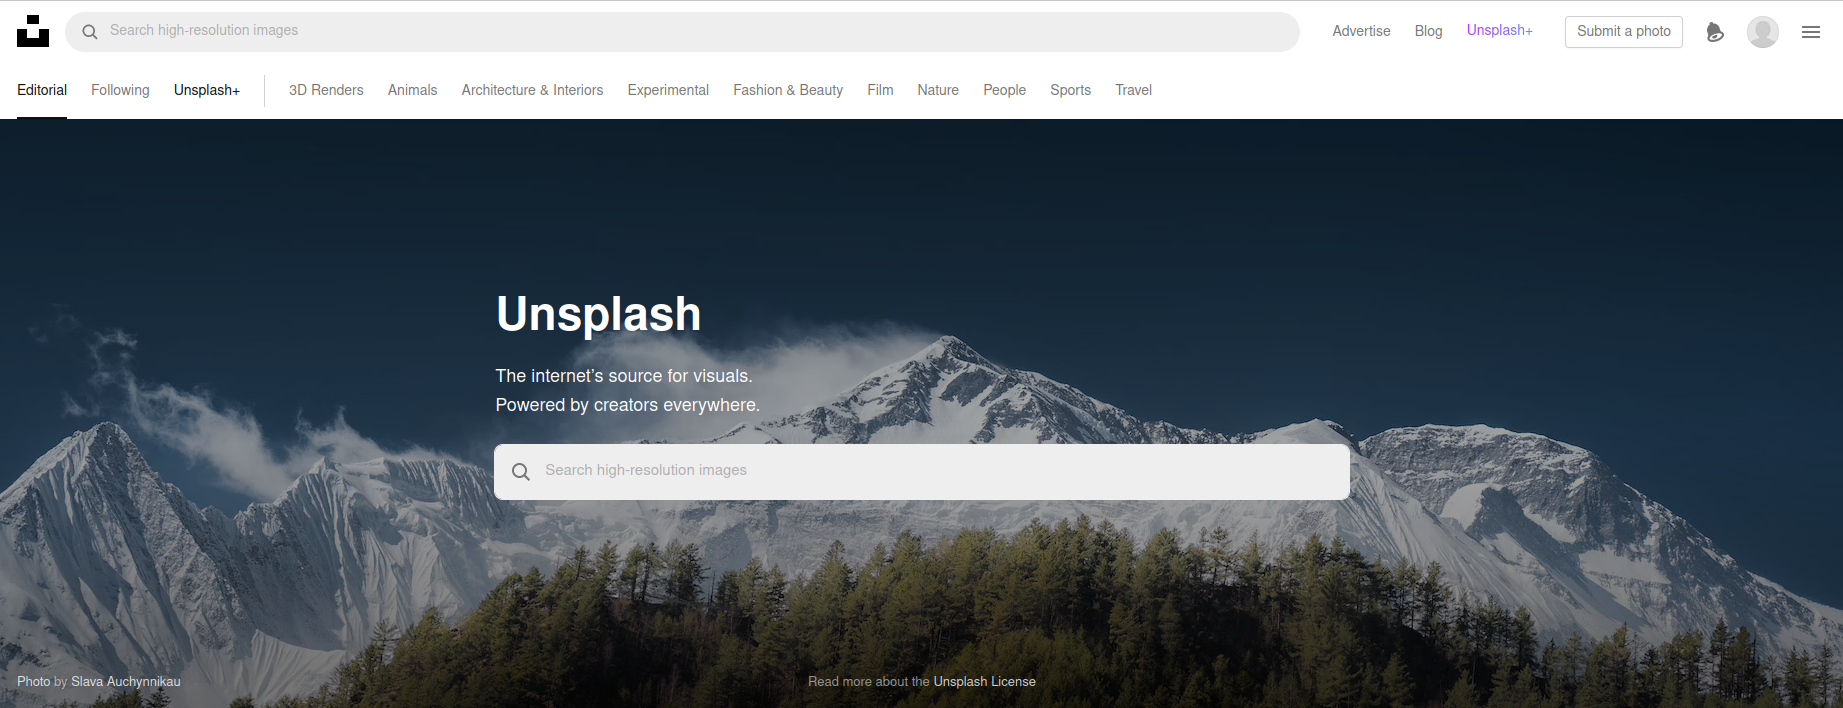 Search high-resolution images
Advertise Blog Unsplash+ Submit a photo
Editorial Following Unsplash+ 3D Renders Animals Architecture & Interiors Experimental Fashion & Beauty Film Nature People Sports Travel
Unsplash
The internet’s source for visuals.
Powered by creators everywhere.
Search high-resolution images
Photo by Slava Auchynnikau
Read more about the Unsplash License